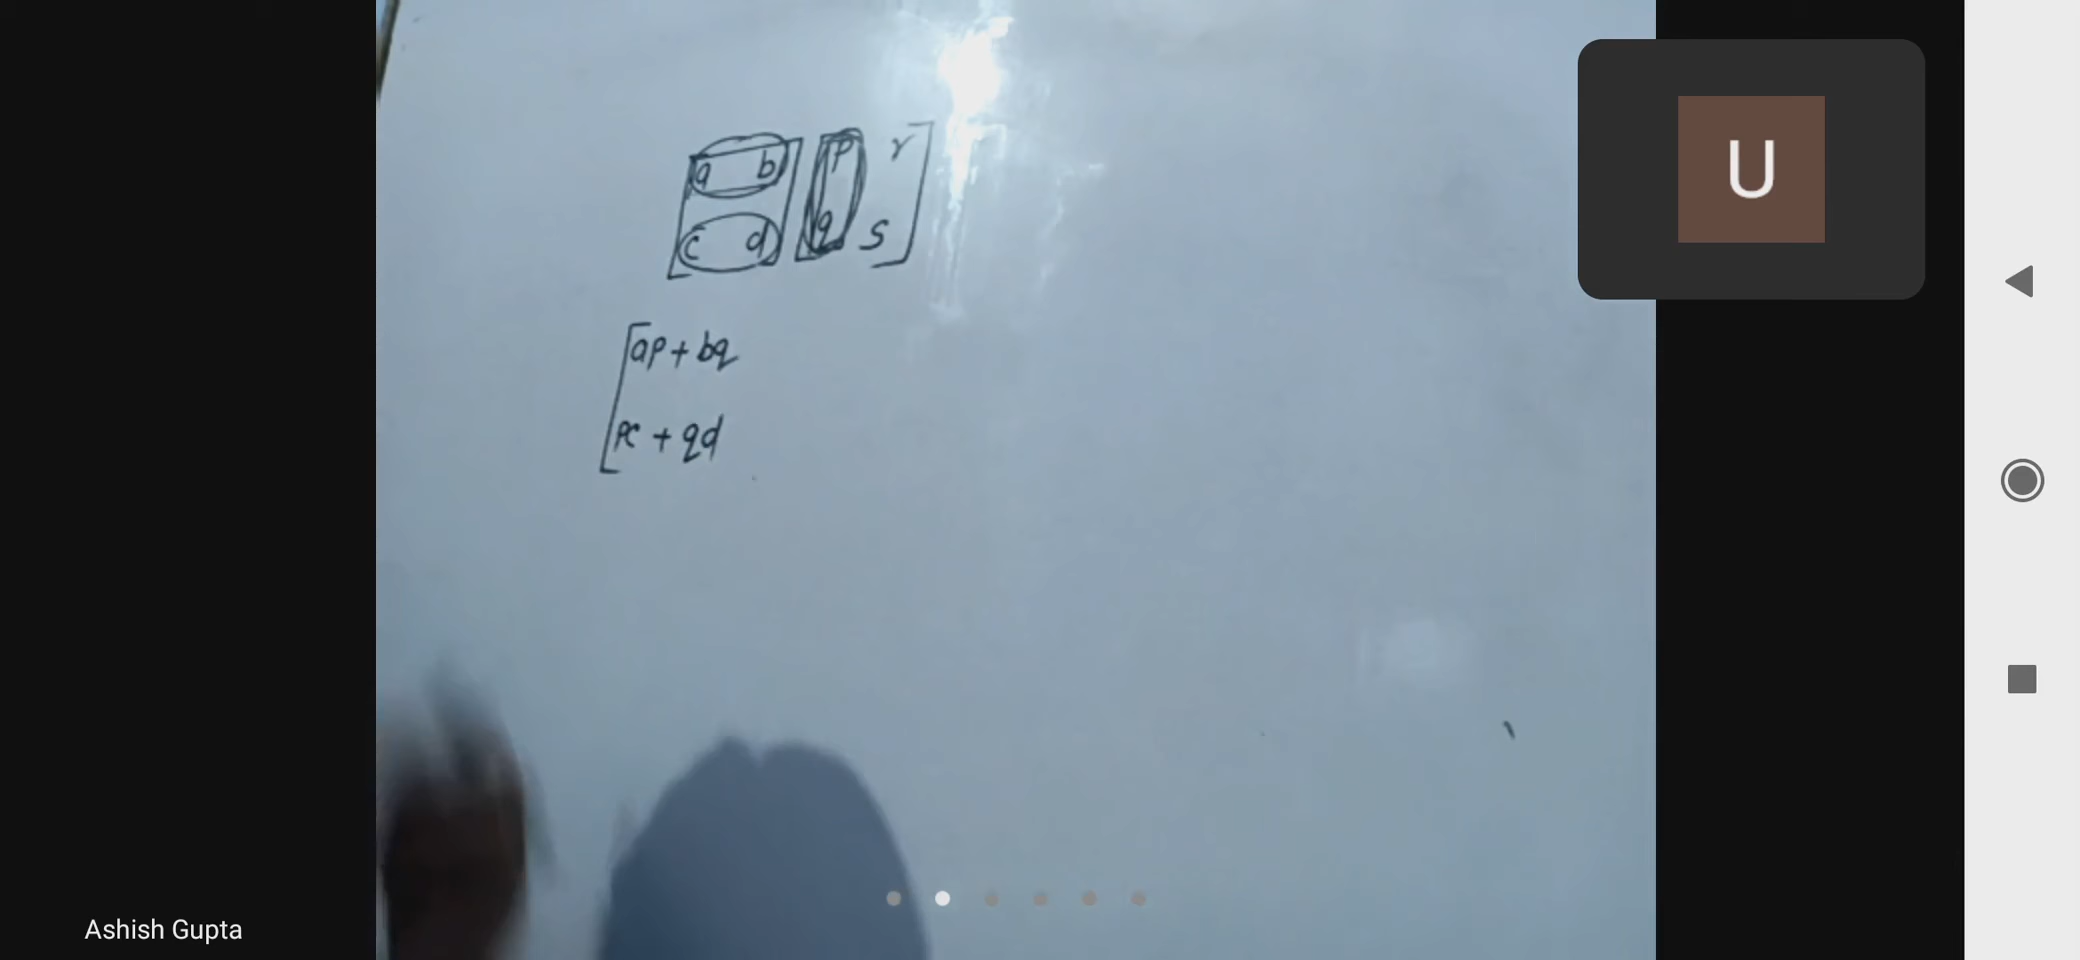 [a b] [p r]
[c d] [q s]
[ap + bq
pc + qd
U
Ashish Gupta